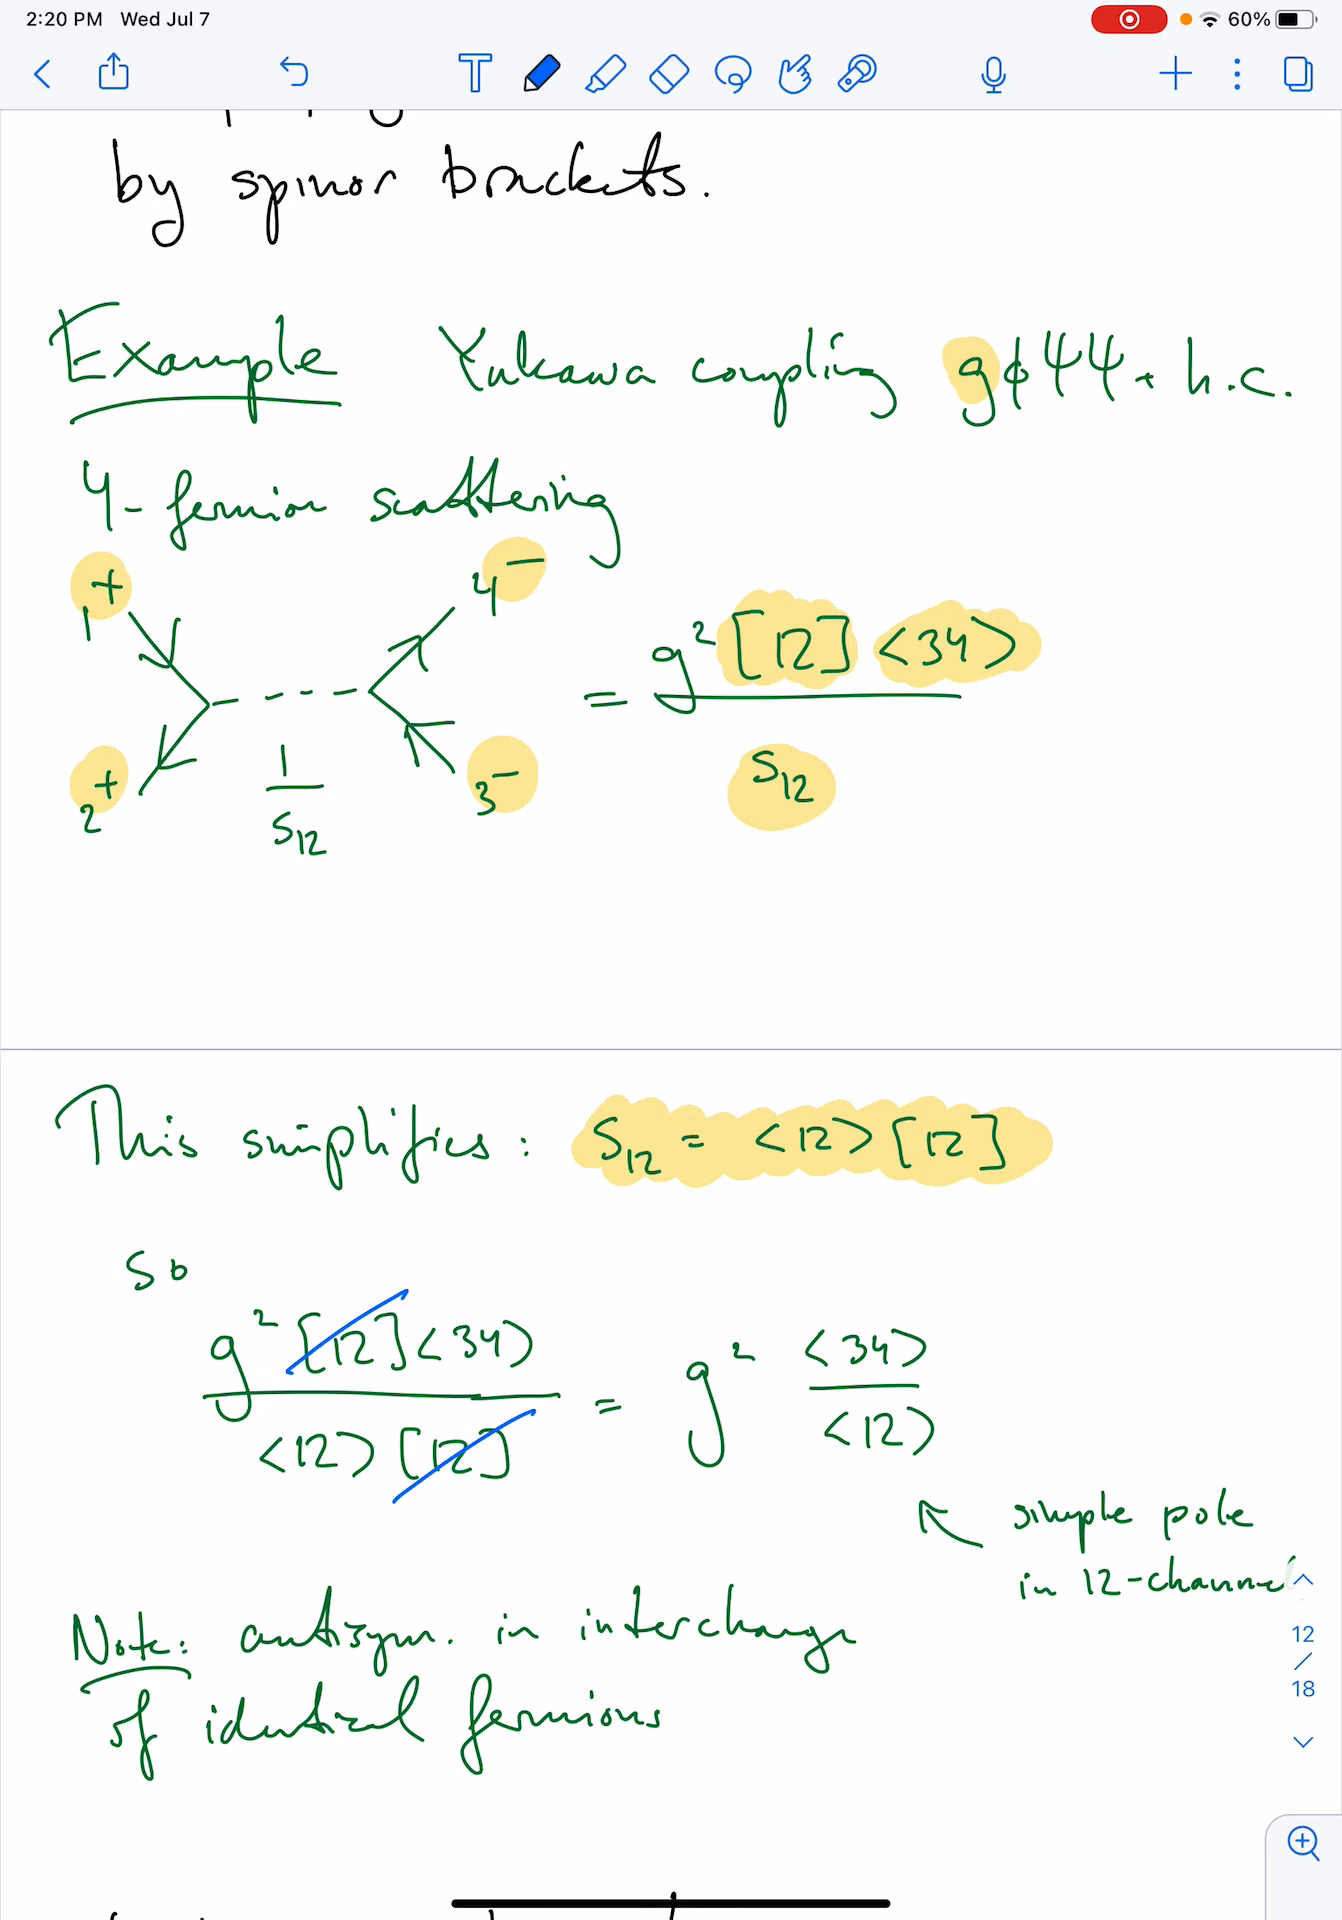 2:20 PM Wed Jul 7 60%
by spinor brackets.
Example Yukawa coupling gϕψψ + h.c.
4-fermion scattering
1⁺ 4⁻
= g² [12] <34>
s₁₂
2⁺ 1 3⁻
s₁₂
This simplifies: s₁₂ = <12> [12]
so
g² [12] <34> = g² <34>
<12> [12] <12>
simple pole
in 12-channel
Note: antisym. in interchange
of identical fermions
12
/
18